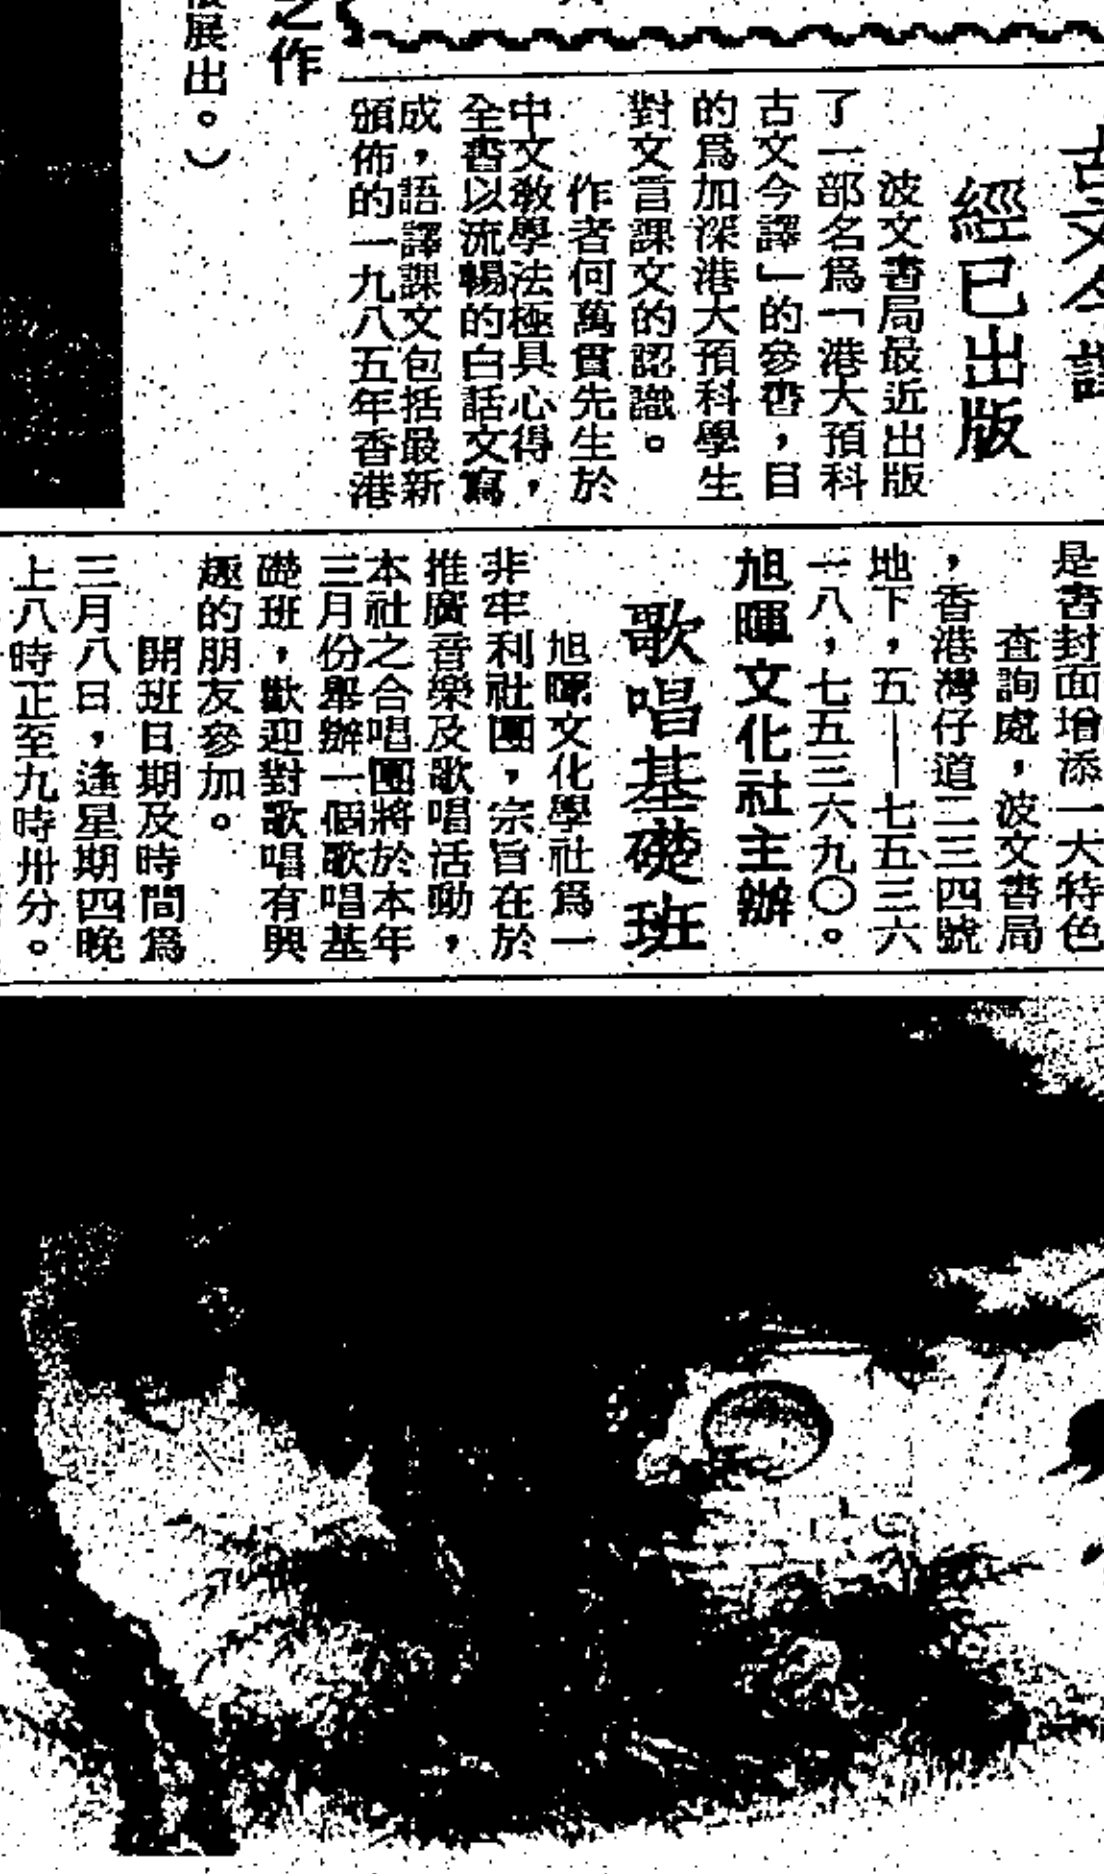 古文今譯
經已出版
波文書局最近出版
了一部名爲「港大預科
古文今譯」的參書，目
的爲加深港大預科學生
對文言課文的認識。
作者何萬貫先生於
中文敎學法極具心得，
全書以流暢的白話文寫
成，語譯課文包括最新
頒佈的一九八五年香港
之作
展出。）
是書封面增添一大特色
查詢處，波文書局
，香港灣仔道二三四號
地下，五——七五三六
一八，七五三六九〇。
旭暉文化社主辦
歌唱基礎班
旭暉文化學社爲一
非牢利社團，宗旨在於
推廣音樂及歌唱活動，
本社之合唱團將於本年
三月份舉辦一個歌唱基
礎班，歡迎對歌唱有興
趣的朋友參加。
開班日期及時間爲
三月八日，逢星期四晚
上八時正至九時卅分。